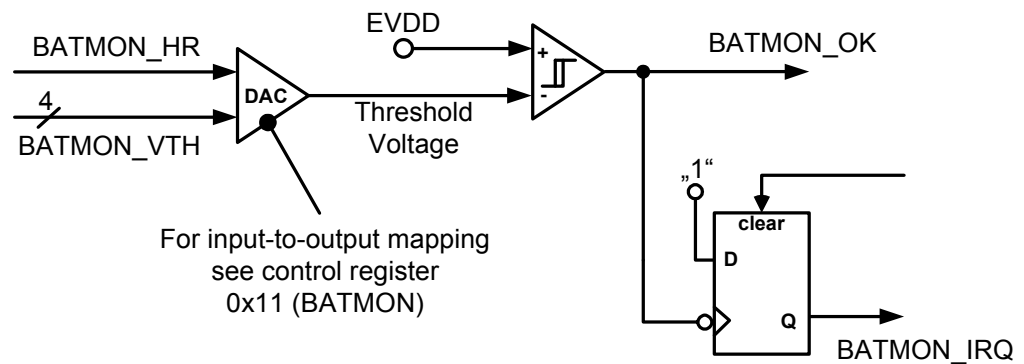 EVDD
BATMON_HR
BATMON_OK
+
DAC
-
4
Threshold
Voltage
BATMON_VTH
„1“
clear
For input-to-output mapping
see control register
0x11 (BATMON)
D
Q
BATMON_IRQ